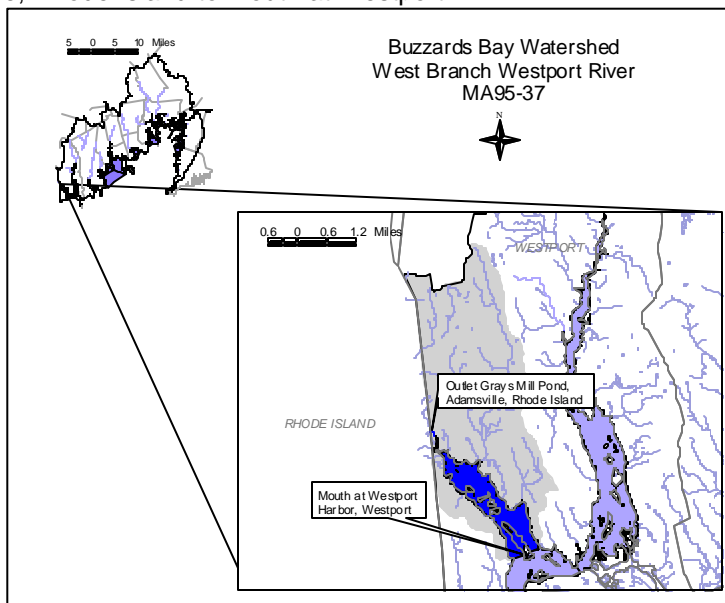 Buzzards Bay Watershed
West Branch Westport River
MA95-37
5 0 5 10 Miles
N
0.6 0 0.6 1.2 Miles
WESTPORT
Outlet Grays Mill Pond,
Adamsville, Rhode Island
RHODE ISLAND
Mouth at Westport
Harbor, Westport